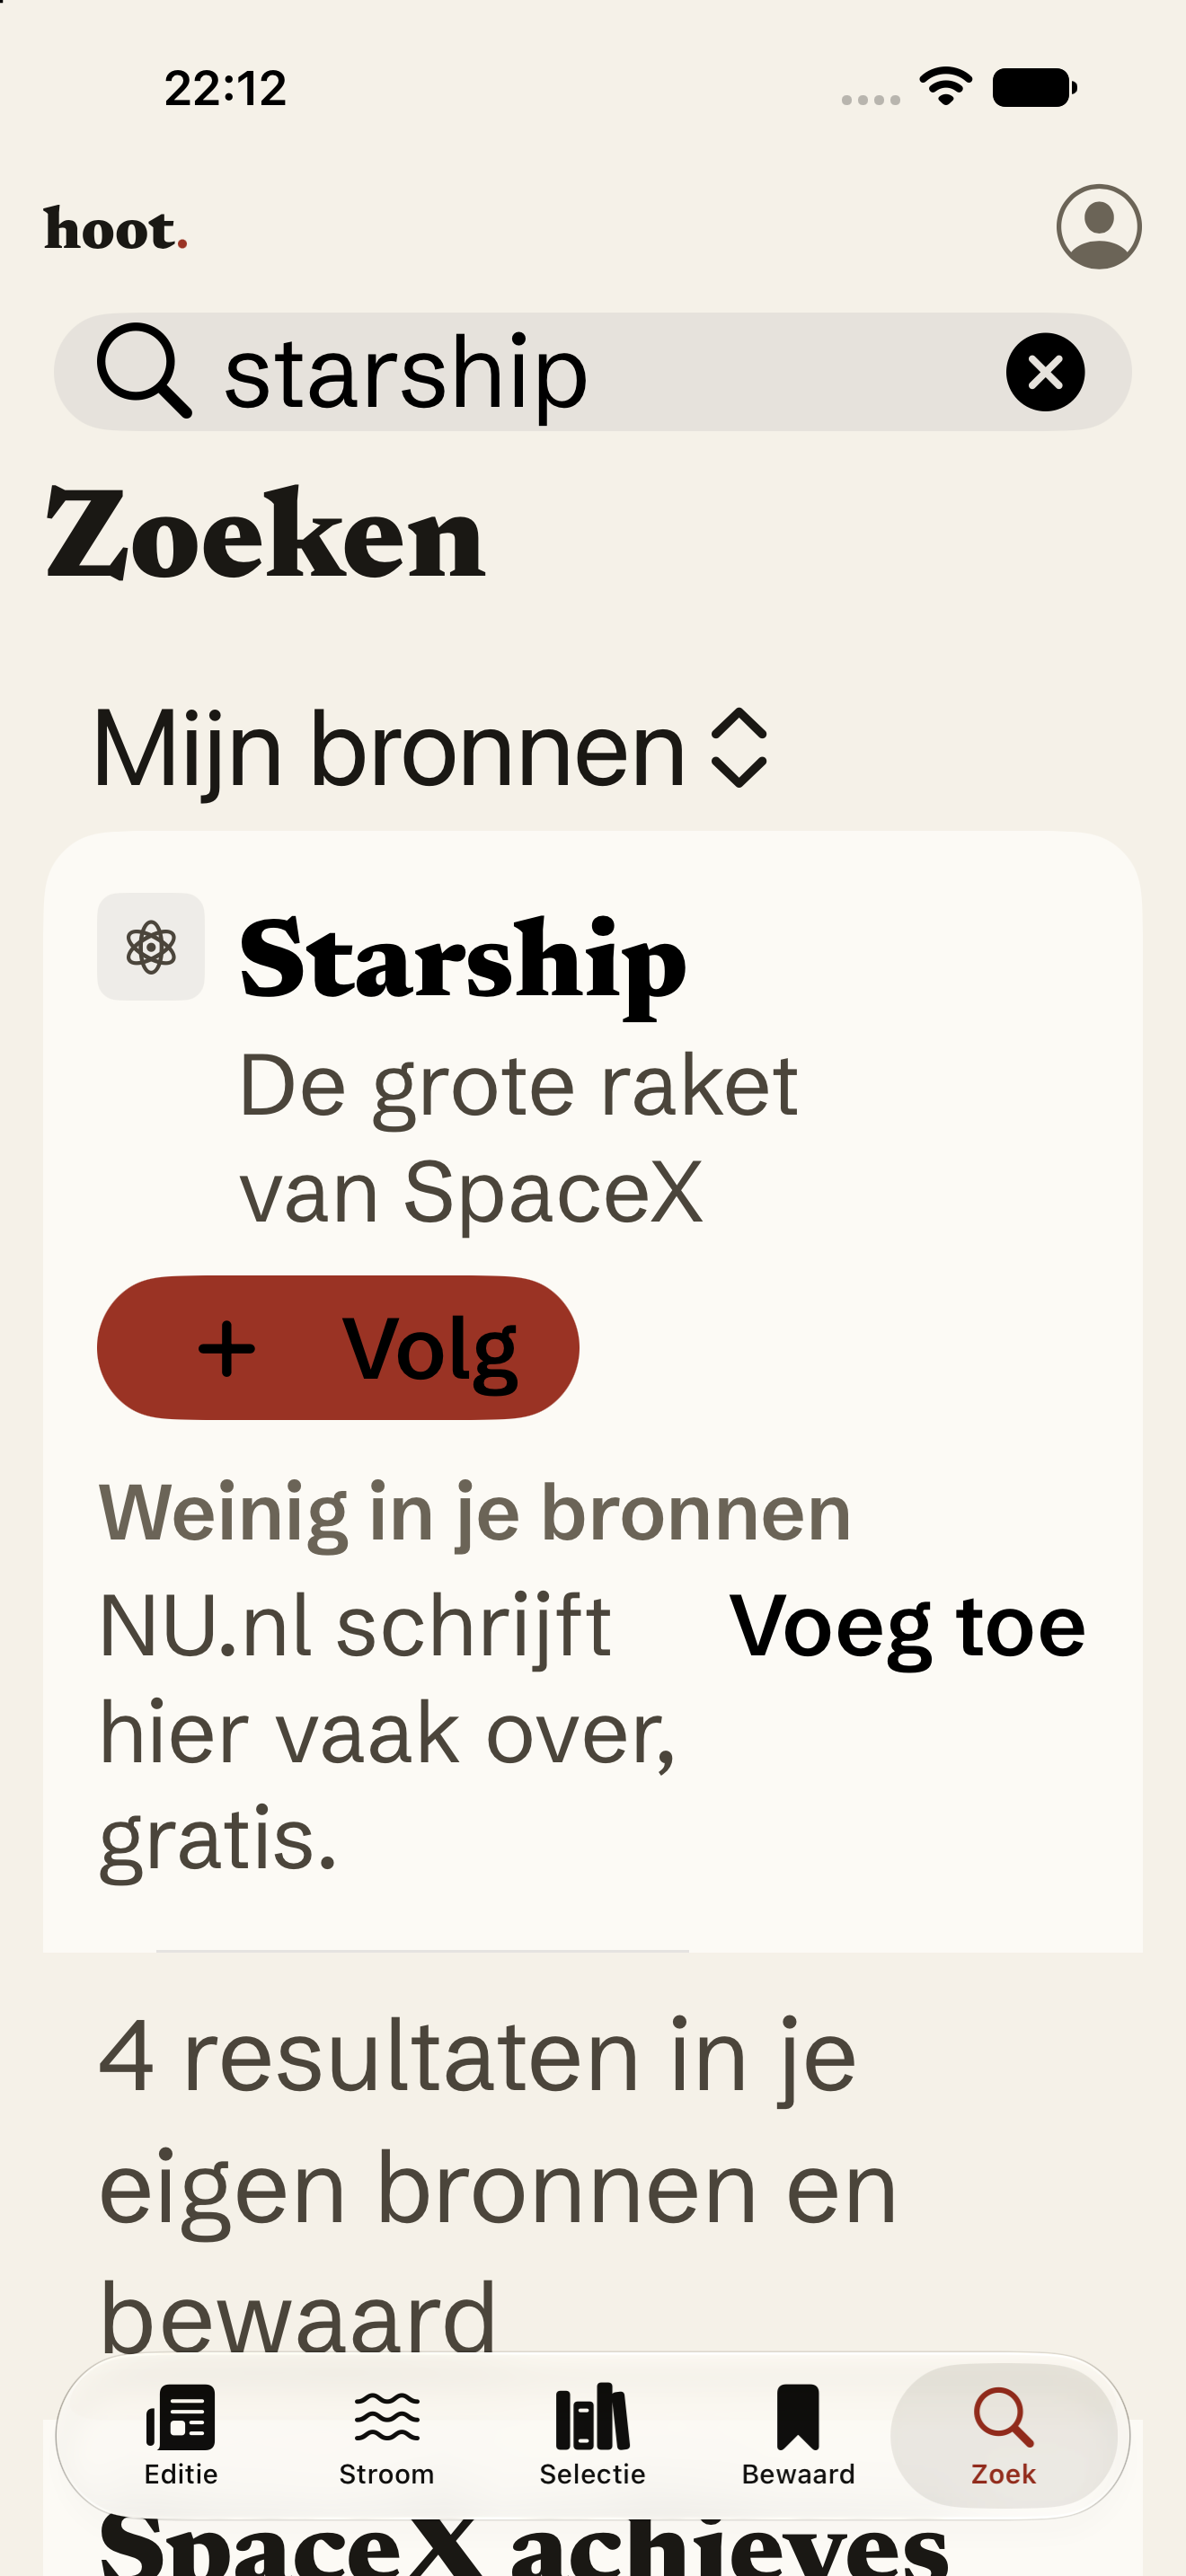 22:12
hoot.
starship
Zoeken
Mijn bronnen
Starship
De grote raket
van SpaceX
+ Volg
Weinig in je bronnen
NU.nl schrijft
hier vaak over,
gratis.
Voeg toe
4 resultaten in je
eigen bronnen en
bewaard
Editie
Stroom
Selectie
Bewaard
Zoek
SpaceX achieves